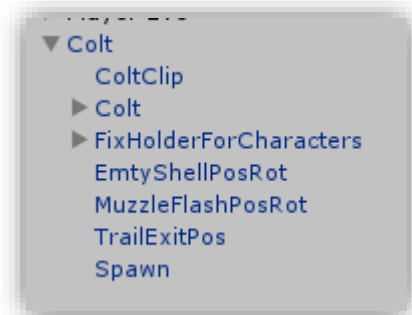 Colt
ColtClip
Colt
FixHolderForCharacters
EmtyShellPosRot
MuzzleFlashPosRot
TrailExitPos
Spawn